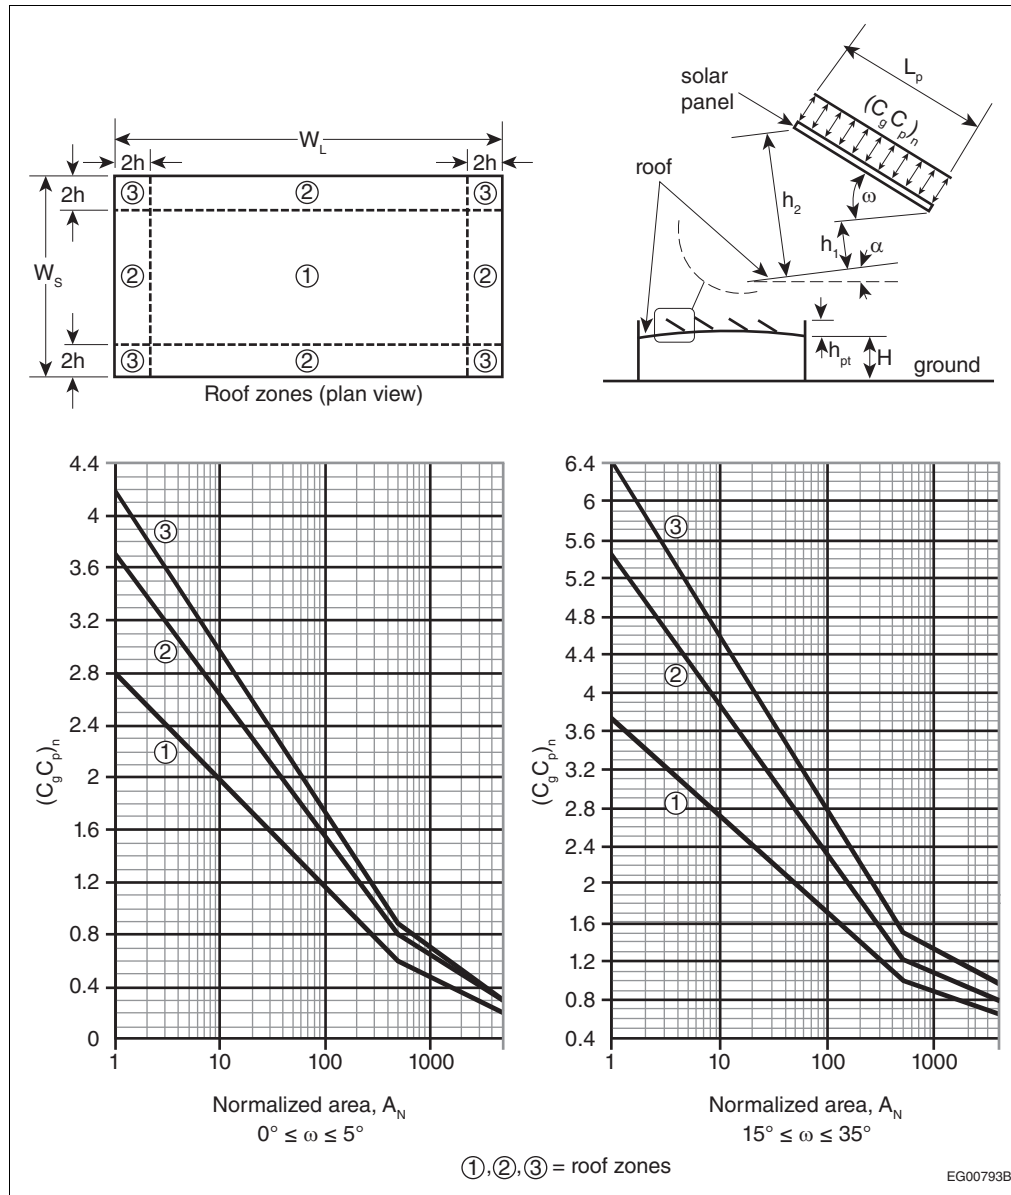 W_L
2h 2h
2h
③ ② ③
W_S
② ① ②
2h
③ ② ③
Roof zones (plan view)
solar
panel
L_p
(C_g C_p)_n
roof
h_2
ω
h_1
α
h_pt
H
ground
4.4
4
3.6
3.2
2.8
2.4
2
1.6
1.2
0.8
0.4
0
(C_g C_p)_n
③
②
①
1 10 100 1000
Normalized area, A_N
0° ≤ ω ≤ 5°
6.4
6
5.6
5.2
4.8
4.4
4
3.6
3.2
2.8
2.4
2
1.6
1.2
0.8
0.4
(C_g C_p)_n
③
②
①
1 10 100 1000
Normalized area, A_N
15° ≤ ω ≤ 35°
①,②,③ = roof zones
EG00793B